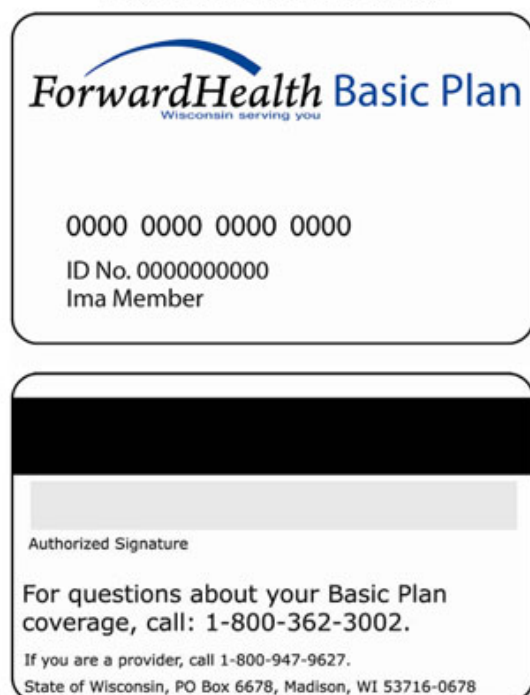 ForwardHealth Basic Plan
Wisconsin serving you
0000 0000 0000 0000
ID No. 0000000000
Ima Member
Authorized Signature
For questions about your Basic Plan
coverage, call: 1-800-362-3002.
If you are a provider, call 1-800-947-9627.
State of Wisconsin, PO Box 6678, Madison, WI 53716-0678